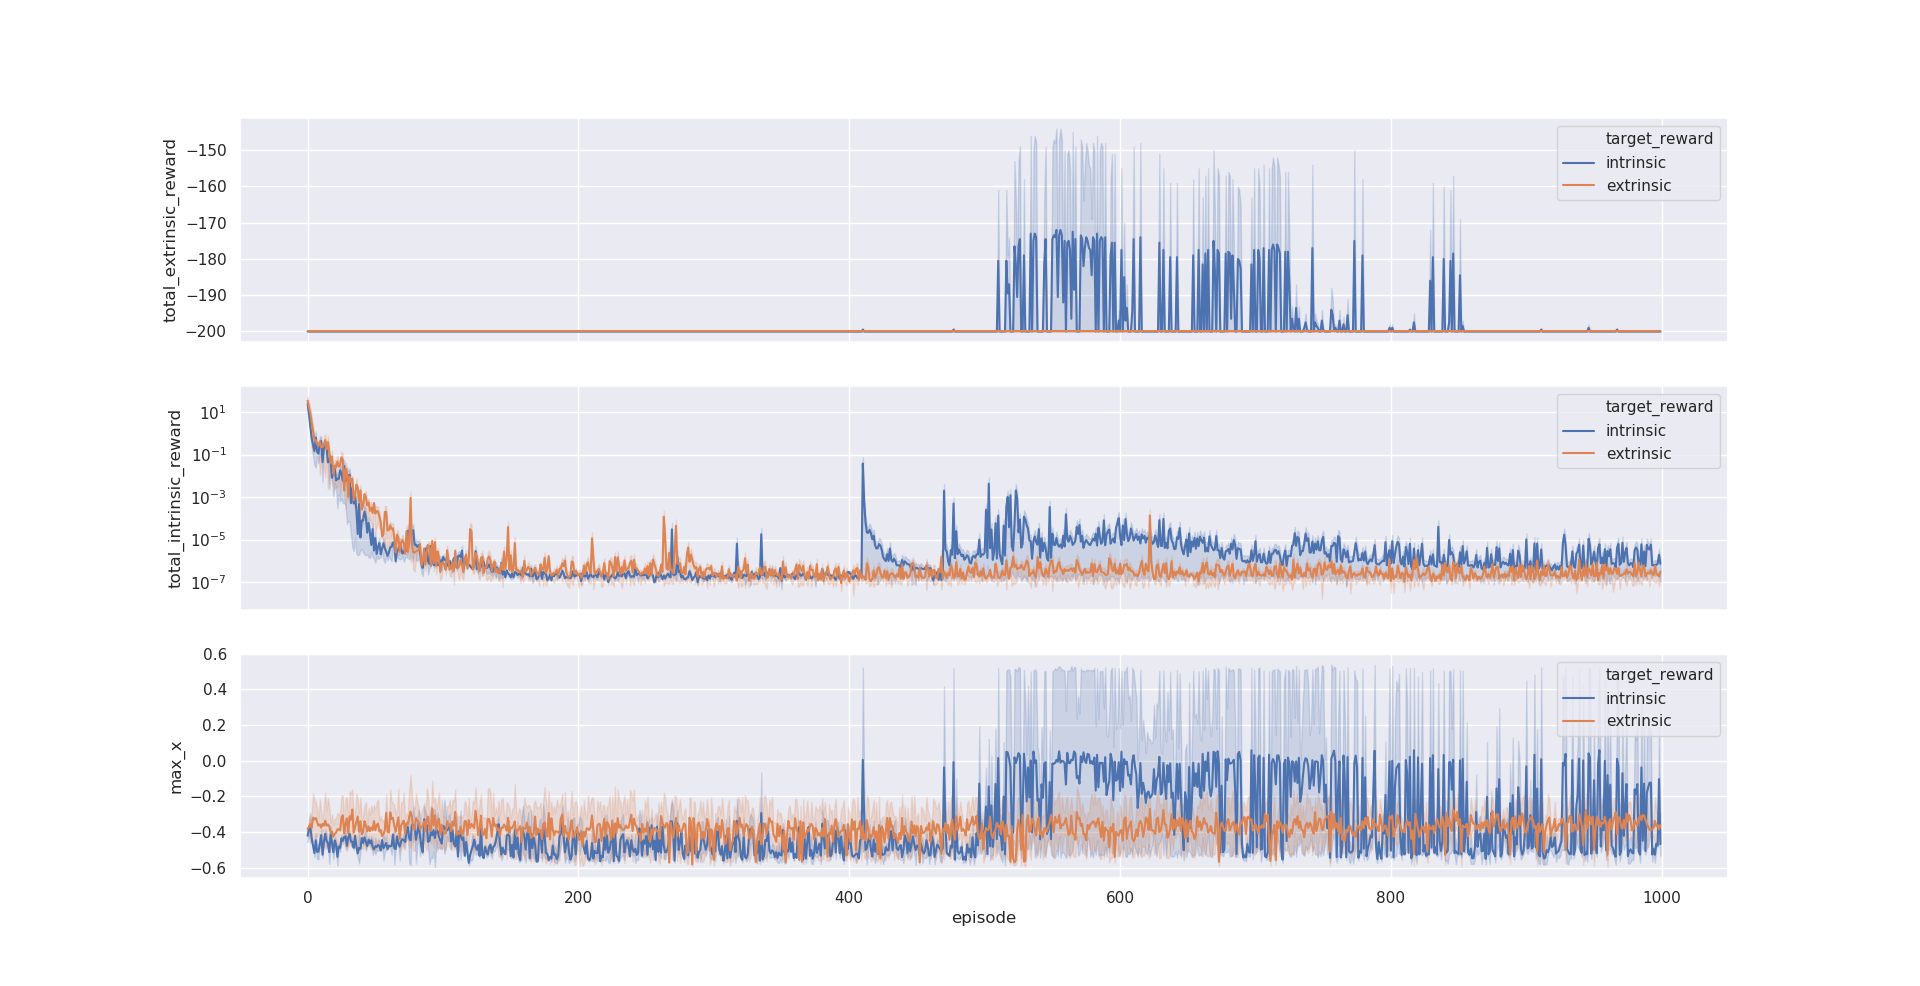 total_extrinsic_reward
−150
−160
−170
−180
−190
−200
target_reward
intrinsic
extrinsic
total_intrinsic_reward
10¹
10⁻¹
10⁻³
10⁻⁵
10⁻⁷
target_reward
intrinsic
extrinsic
max_x
0.6
0.4
0.2
0.0
−0.2
−0.4
−0.6
target_reward
intrinsic
extrinsic
0 200 400 600 800 1000
episode